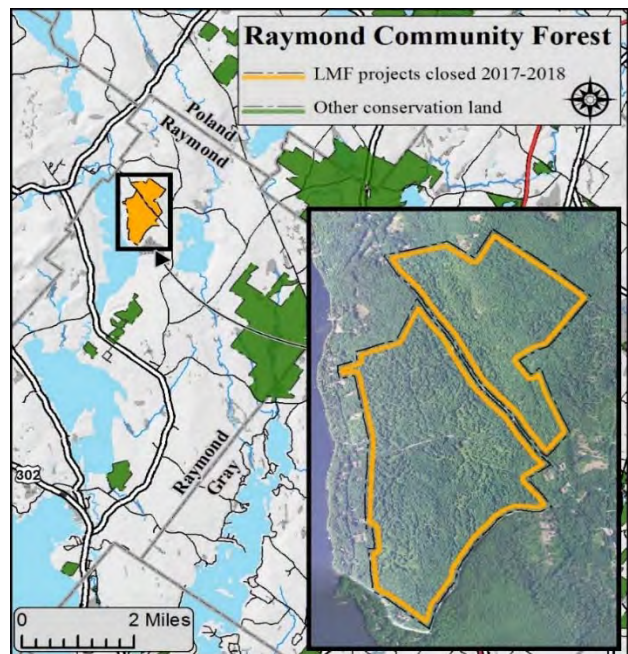 Raymond Community Forest
LMF projects closed 2017-2018
Other conservation land
Poland
Raymond
Raymond
Gray
302
0 2 Miles